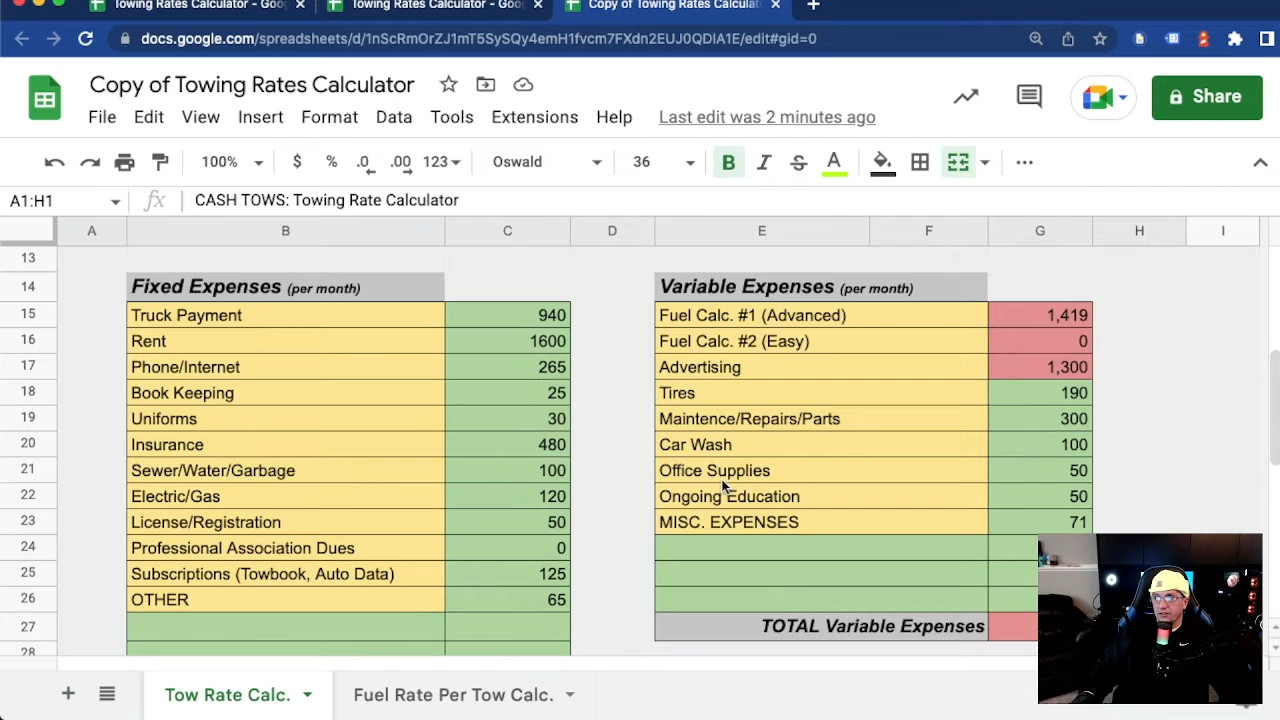 Towing Rates Calculator - Goo
Towing Rates Calculator - Goo
Copy of Towing Rates Calculat
docs.google.com/spreadsheets/d/1nScRmOrZJ1mT5SySQy4emH1fvcm7FXdn2EUJ0QDIA1E/edit#gid=0
Copy of Towing Rates Calculator
File Edit View Insert Format Data Tools Extensions Help Last edit was 2 minutes ago
Share
100% $ % .0 .00 123 Oswald 36 B I S A
A1:H1 fx CASH TOWS: Towing Rate Calculator
A B C D E F G H I
13
14 Fixed Expenses (per month) Variable Expenses (per month)
15 Truck Payment 940 Fuel Calc. #1 (Advanced) 1,419
16 Rent 1600 Fuel Calc. #2 (Easy) 0
17 Phone/Internet 265 Advertising 1,300
18 Book Keeping 25 Tires 190
19 Uniforms 30 Maintence/Repairs/Parts 300
20 Insurance 480 Car Wash 100
21 Sewer/Water/Garbage 100 Office Supplies 50
22 Electric/Gas 120 Ongoing Education 50
23 License/Registration 50 MISC. EXPENSES 71
24 Professional Association Dues 0
25 Subscriptions (Towbook, Auto Data) 125
26 OTHER 65
27 TOTAL Variable Expenses
28
Tow Rate Calc. Fuel Rate Per Tow Calc.